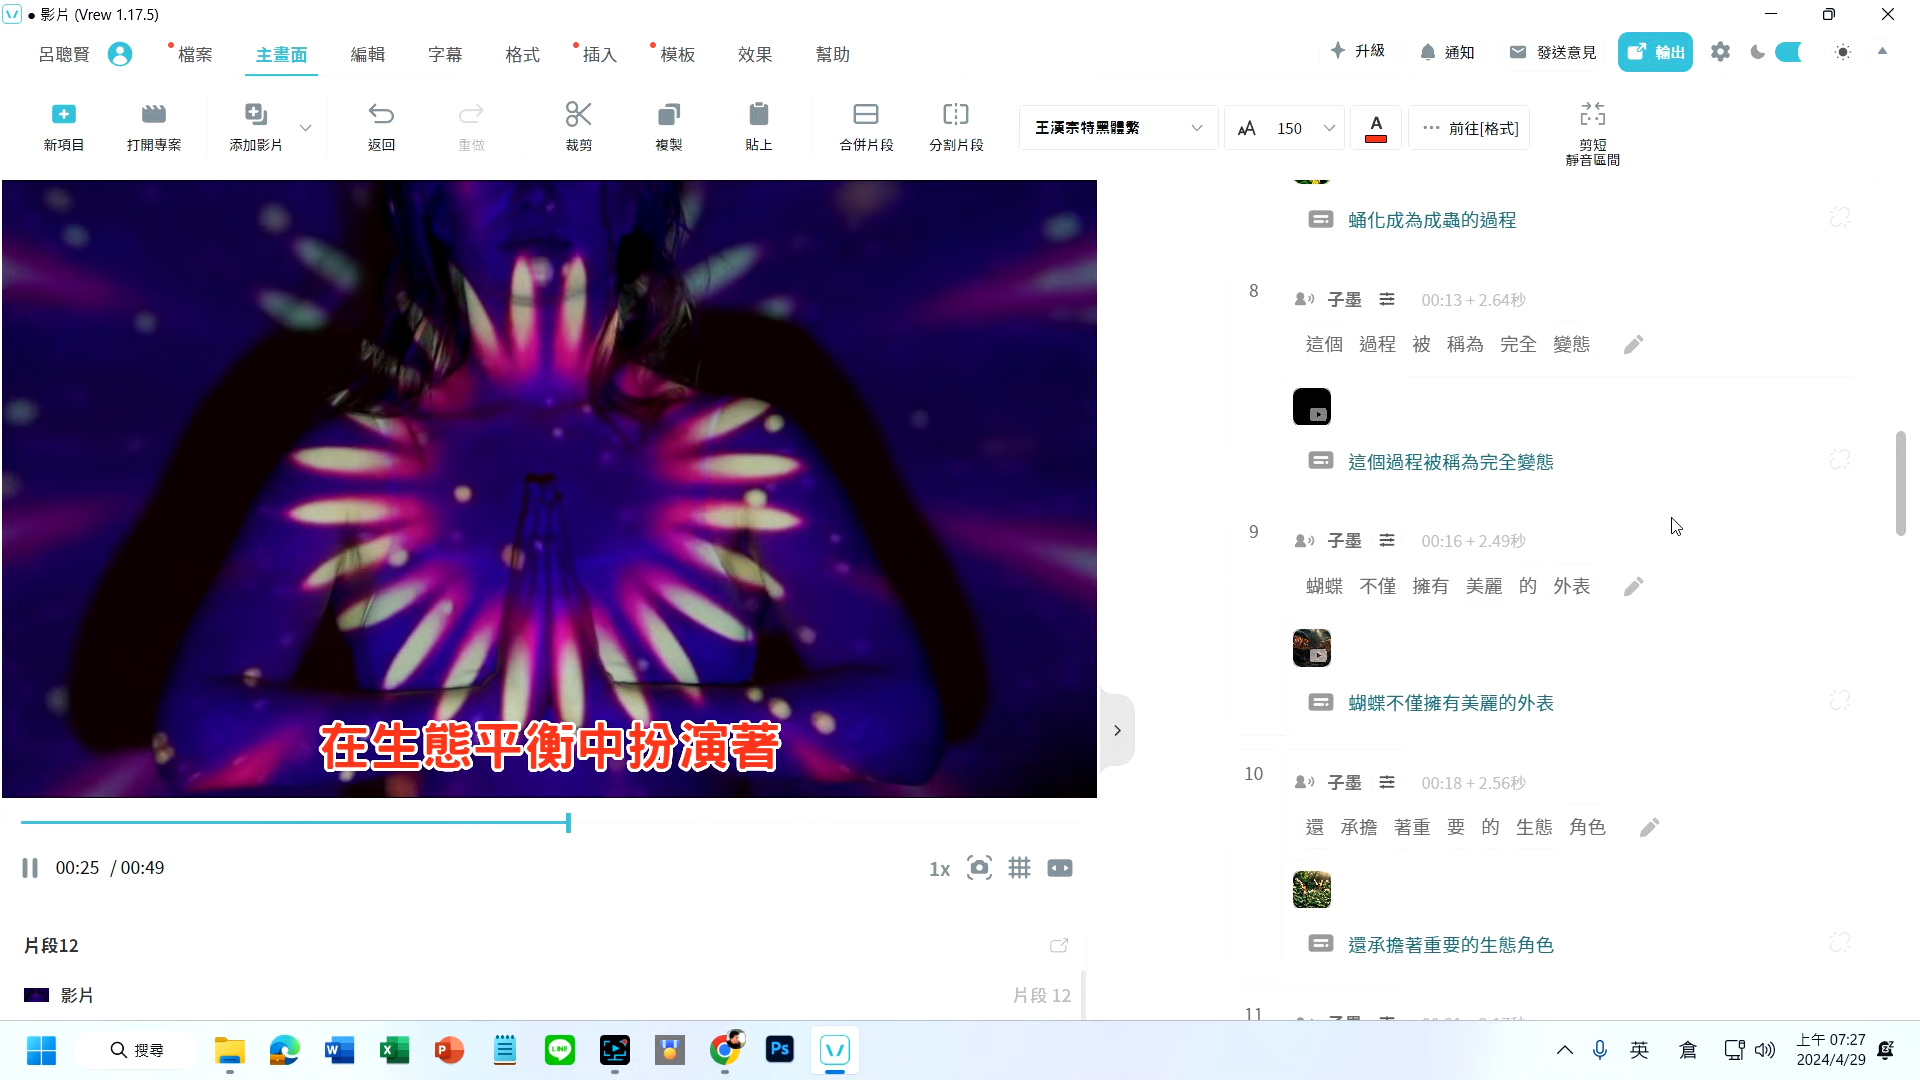 ● 影片 (Vrew 1.17.5)
呂聰賢 檔案 主畫面 編輯 字幕 格式 插入 模板 效果 幫助 升級 通知 發送意見 輸出
新項目 打開專案 添加影片 返回 重做 裁剪 複製 貼上 合併片段 分割片段 王漢宗特黑體繁 150 A ··· 前往[格式] 剪短
靜音區間
蛹化成為成蟲的過程
8 子墨 00:13 + 2.64秒
這個 過程 被 稱為 完全 變態
這個過程被稱為完全變態
9 子墨 00:16 + 2.49秒
蝴蝶 不僅 擁有 美麗 的 外表
蝴蝶不僅擁有美麗的外表
在生態平衡中扮演著
10 子墨 00:18 + 2.56秒
還 承擔 著重 要 的 生態 角色
00:25 / 00:49 1x
還承擔著重要的生態角色
片段12
影片 片段 12
11
搜尋 英 倉 上午 07:27
2024/4/29